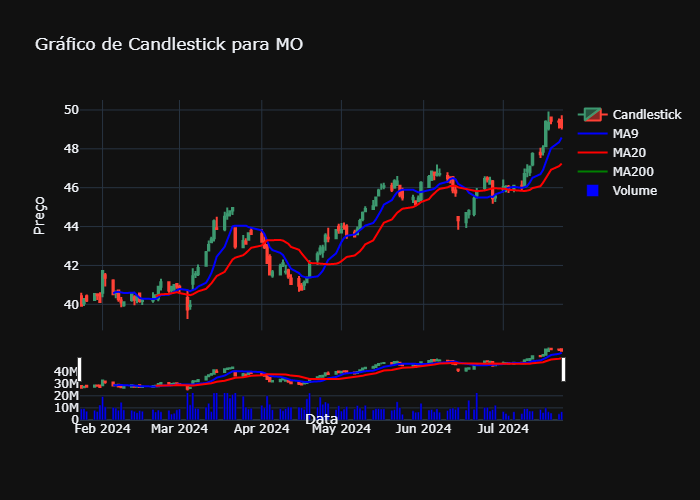 Gráfico de Candlestick para MO
Preço
50
48
46
44
42
40
Candlestick
MA9
MA20
MA200
Volume
40M
30M
20M
10M
0
Data
Feb 2024
Mar 2024
Apr 2024
May 2024
Jun 2024
Jul 2024